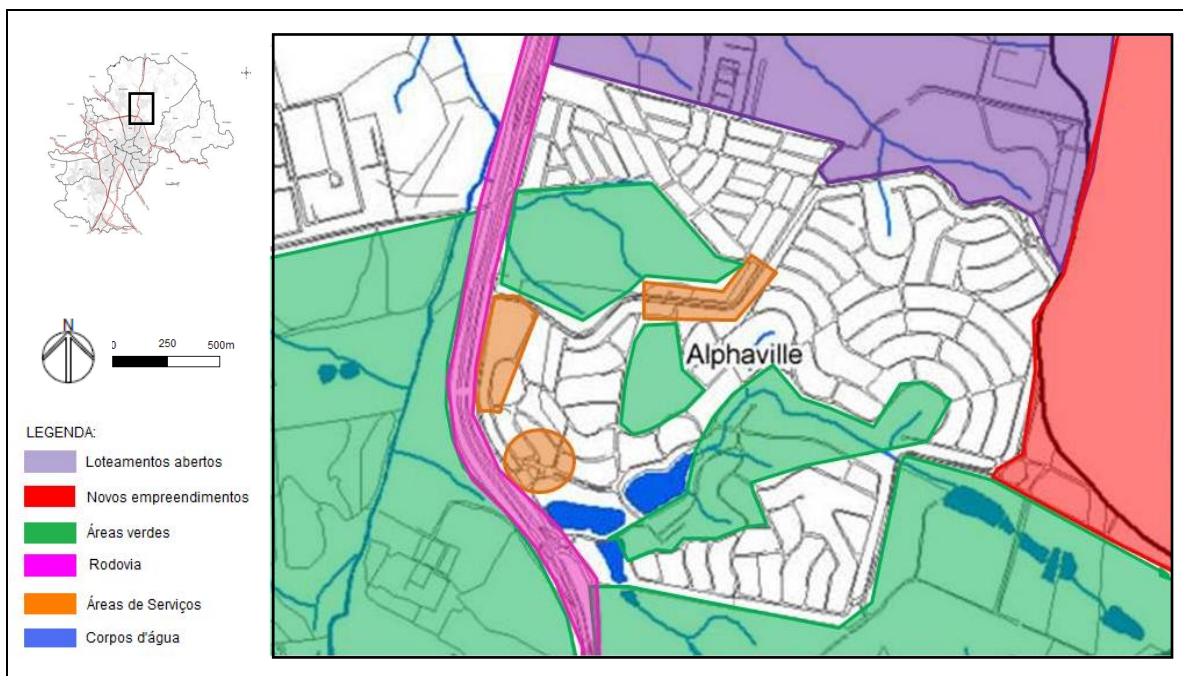 N
0 250 500m
LEGENDA:
Loteamentos abertos
Novos empreendimentos
Áreas verdes
Rodovia
Áreas de Serviços
Corpos d'água
Alphaville